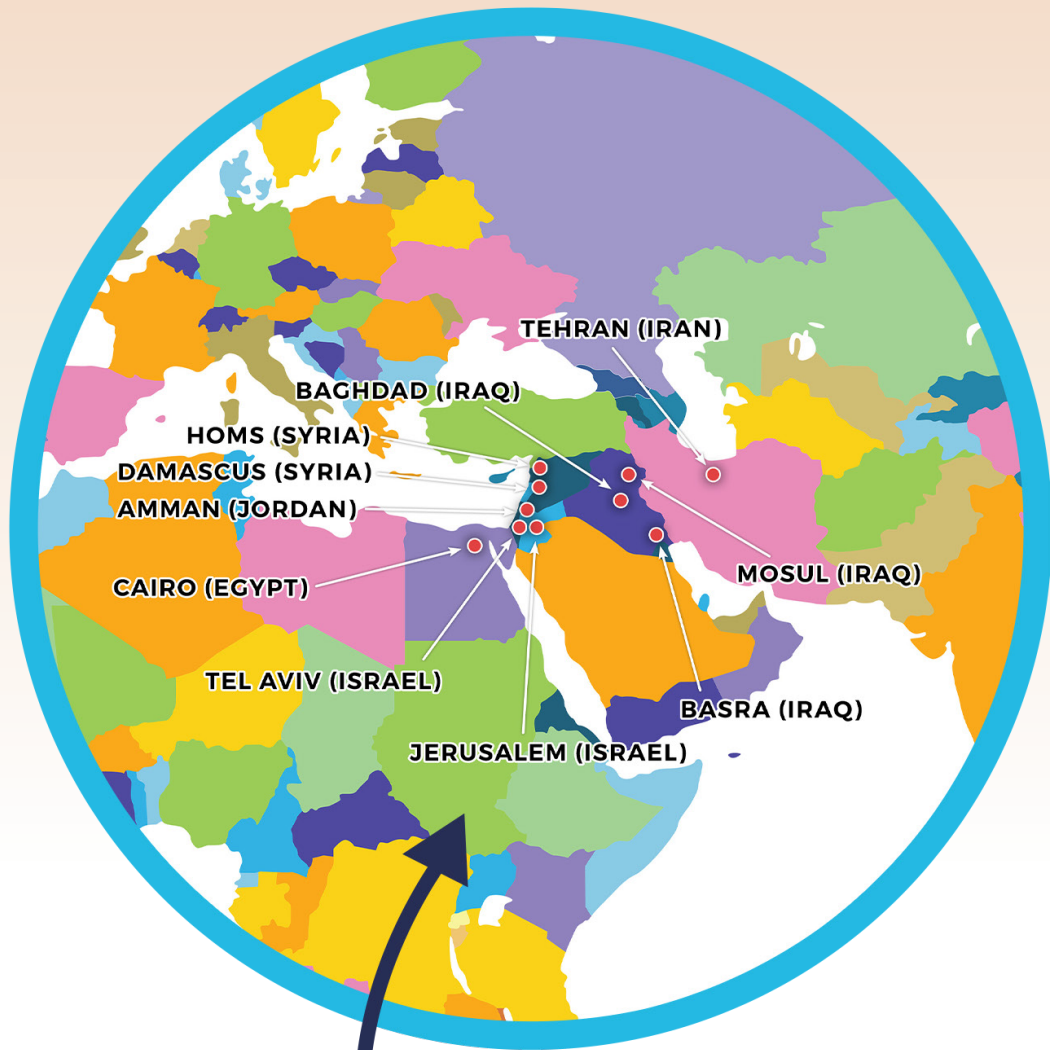 TEHRAN (IRAN)
BAGHDAD (IRAQ)
HOMS (SYRIA)
DAMASCUS (SYRIA)
AMMAN (JORDAN)
CAIRO (EGYPT)
MOSUL (IRAQ)
TEL AVIV (ISRAEL)
BASRA (IRAQ)
JERUSALEM (ISRAEL)